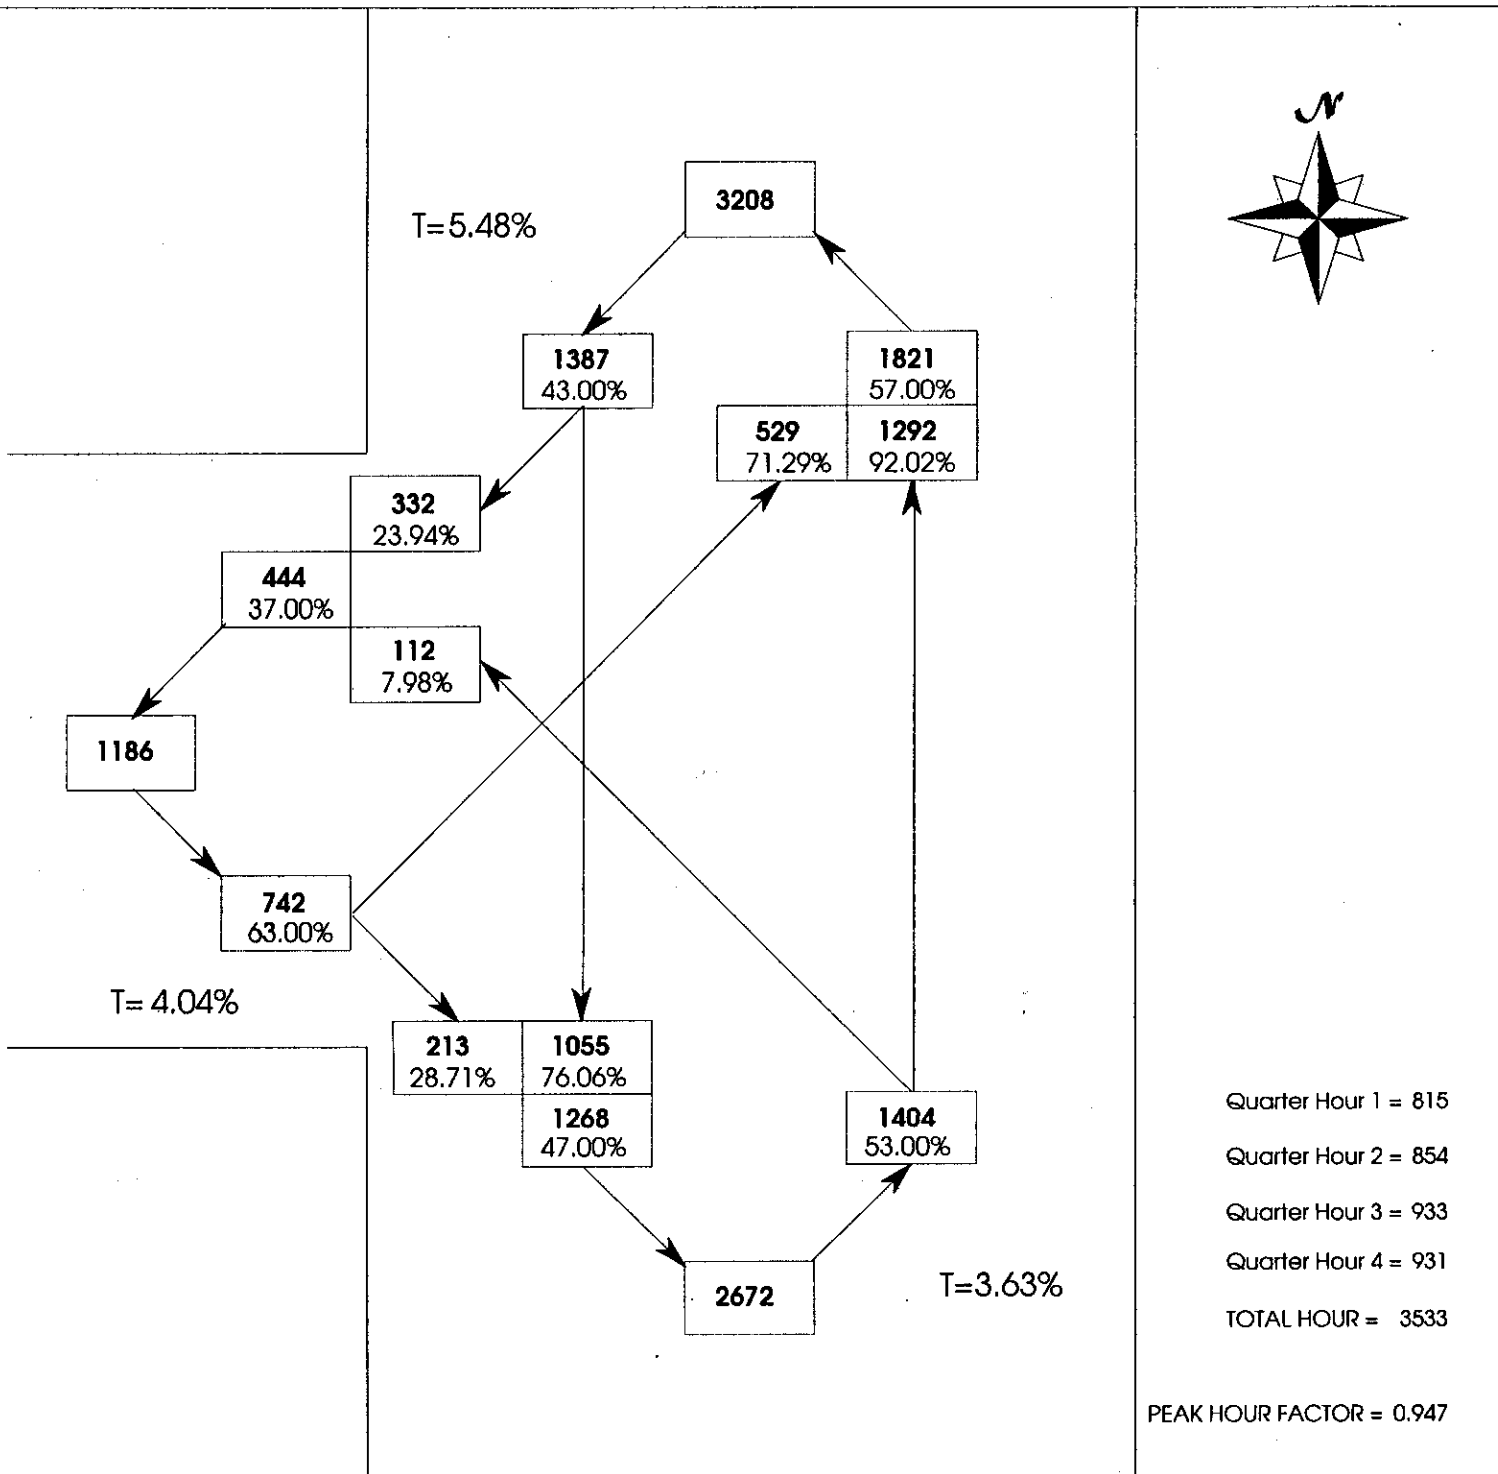 N
3208
T=5.48%
1387
43.00%
1821
57.00%
529
71.29%
1292
92.02%
332
23.94%
444
37.00%
112
7.98%
1186
742
63.00%
T= 4.04%
213
28.71%
1055
76.06%
1268
47.00%
1404
53.00%
2672
T=3.63%
Quarter Hour 1 = 815
Quarter Hour 2 = 854
Quarter Hour 3 = 933
Quarter Hour 4 = 931
TOTAL HOUR = 3533
PEAK HOUR FACTOR = 0.947